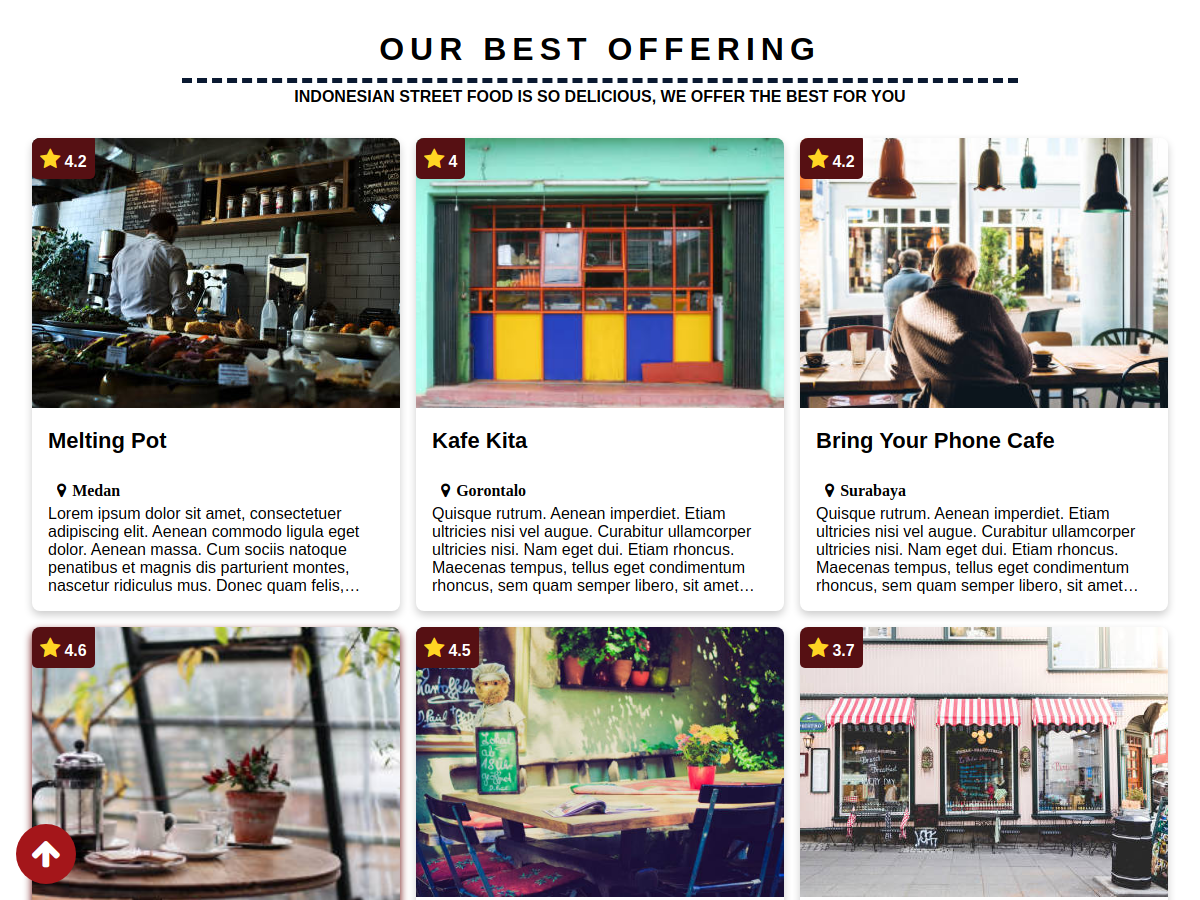 OUR BEST OFFERING
INDONESIAN STREET FOOD IS SO DELICIOUS, WE OFFER THE BEST FOR YOU
4.2
4
4.2
Melting Pot
Medan
Lorem ipsum dolor sit amet, consectetuer
adipiscing elit. Aenean commodo ligula eget
dolor. Aenean massa. Cum sociis natoque
penatibus et magnis dis parturient montes,
nascetur ridiculus mus. Donec quam felis,…
Kafe Kita
Gorontalo
Quisque rutrum. Aenean imperdiet. Etiam
ultricies nisi vel augue. Curabitur ullamcorper
ultricies nisi. Nam eget dui. Etiam rhoncus.
Maecenas tempus, tellus eget condimentum
rhoncus, sem quam semper libero, sit amet…
Bring Your Phone Cafe
Surabaya
Quisque rutrum. Aenean imperdiet. Etiam
ultricies nisi vel augue. Curabitur ullamcorper
ultricies nisi. Nam eget dui. Etiam rhoncus.
Maecenas tempus, tellus eget condimentum
rhoncus, sem quam semper libero, sit amet…
4.6
4.5
3.7